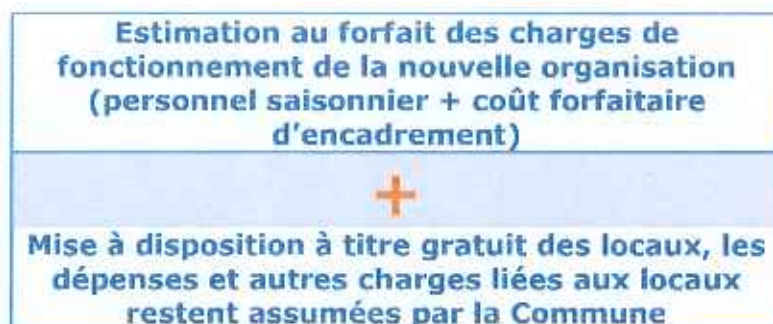 Estimation au forfait des charges de
fonctionnement de la nouvelle organisation
(personnel saisonnier + coût forfaitaire
d'encadrement)
+
Mise à disposition à titre gratuit des locaux, les
dépenses et autres charges liées aux locaux
restent assumées par la Commune